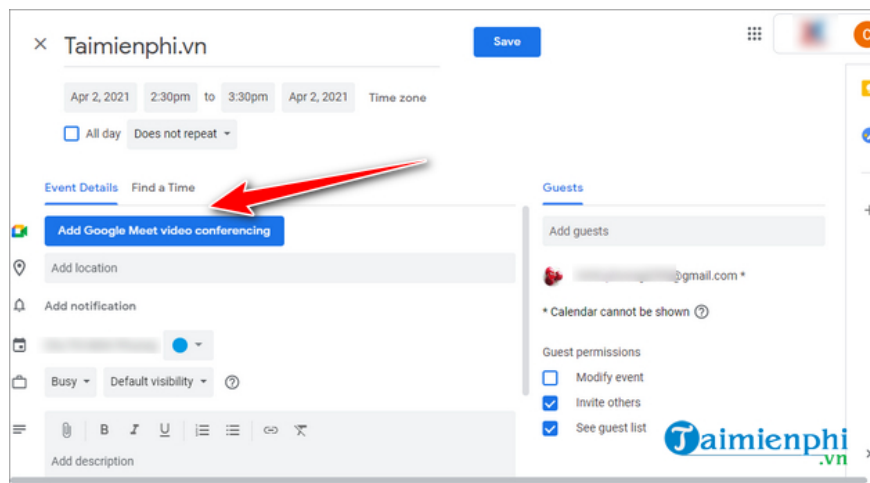 Taimienphi.vn
Save
Apr 2, 2021 2:30pm to 3:30pm Apr 2, 2021 Time zone
All day Does not repeat
Event Details Find a Time
Guests
Add Google Meet video conferencing
Add guests
Add location
@gmail.com *
Add notification
* Calendar cannot be shown
Guest permissions
Busy Default visibility
Modify event
Invite others
See guest list
B I U
Add description
Taimienphi
.vn